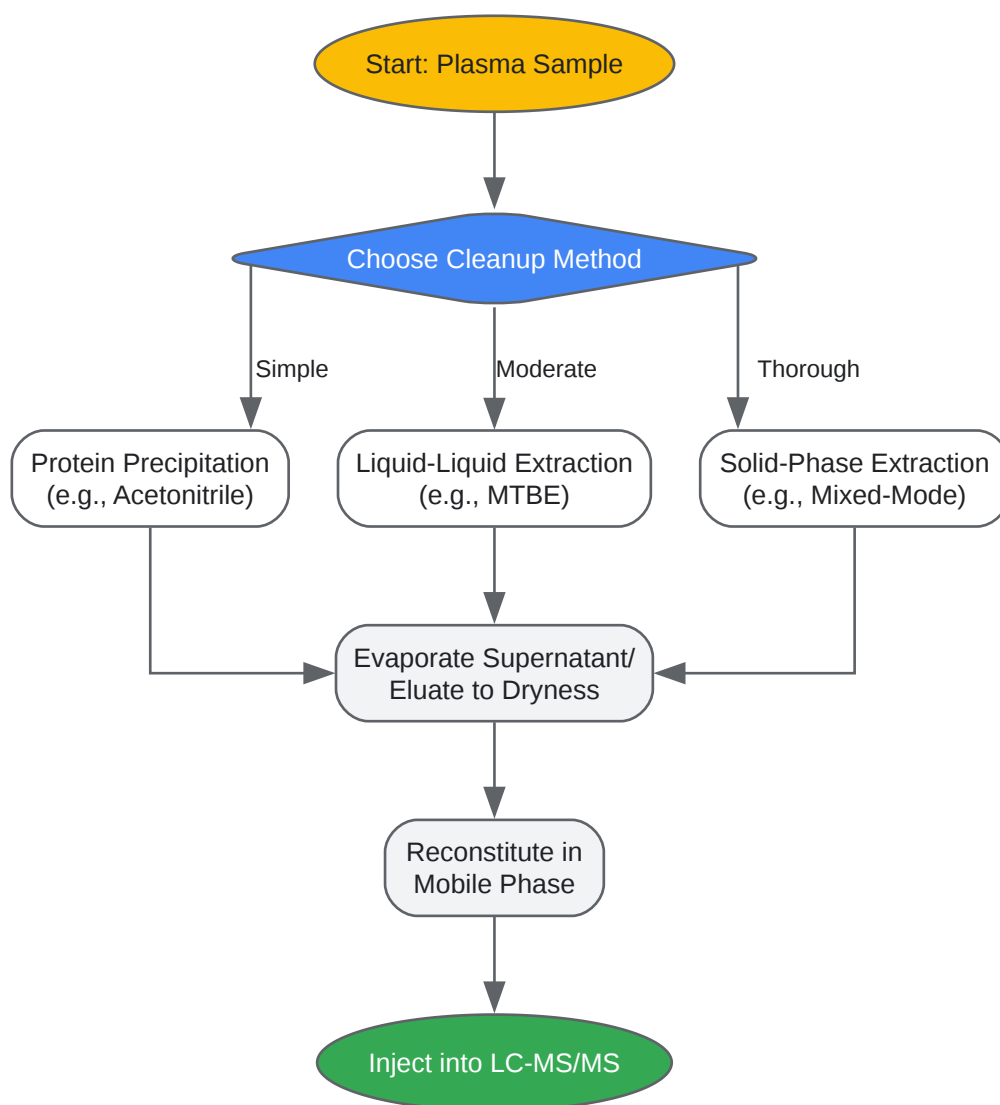 Start: Plasma Sample
Choose Cleanup Method
Simple
Moderate
Thorough
Protein Precipitation
(e.g., Acetonitrile)
Liquid-Liquid Extraction
(e.g., MTBE)
Solid-Phase Extraction
(e.g., Mixed-Mode)
Evaporate Supernatant/
Eluate to Dryness
Reconstitute in
Mobile Phase
Inject into LC-MS/MS